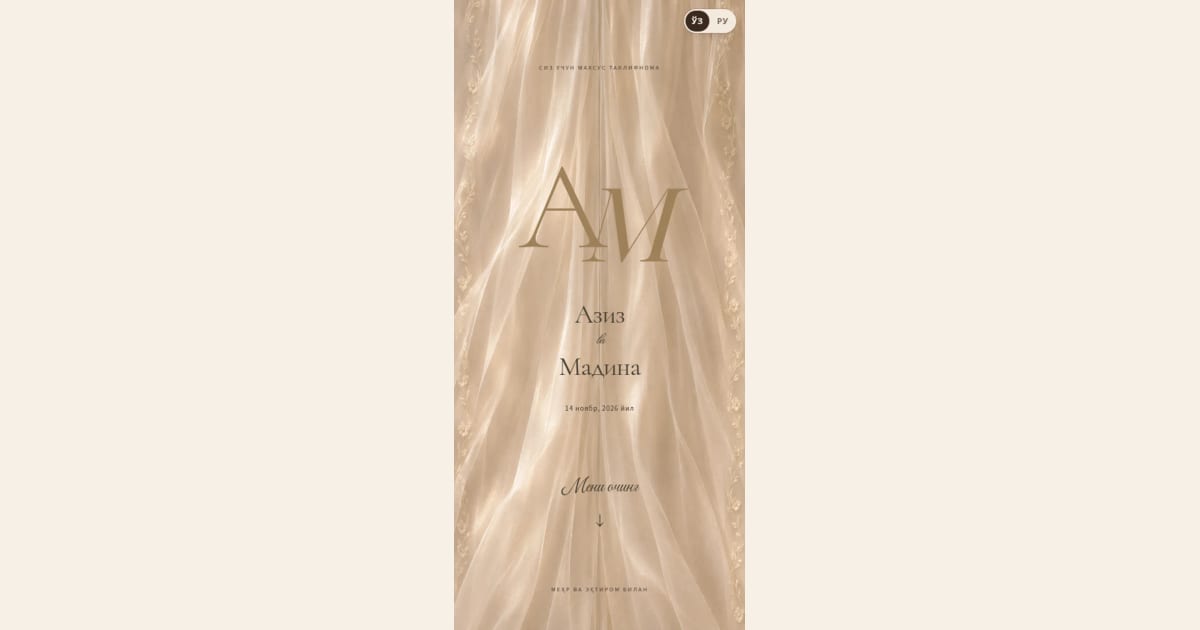 ЎЗ РУ
СИЗ УЧУН МАХСУС ТАКЛИФНОМА
АМ
Азиз
ва
Мадина
14 ноябр, 2026 йил
Мени очинг
↓
МЕҲР ВА ЭҲТИРОМ БИЛАН